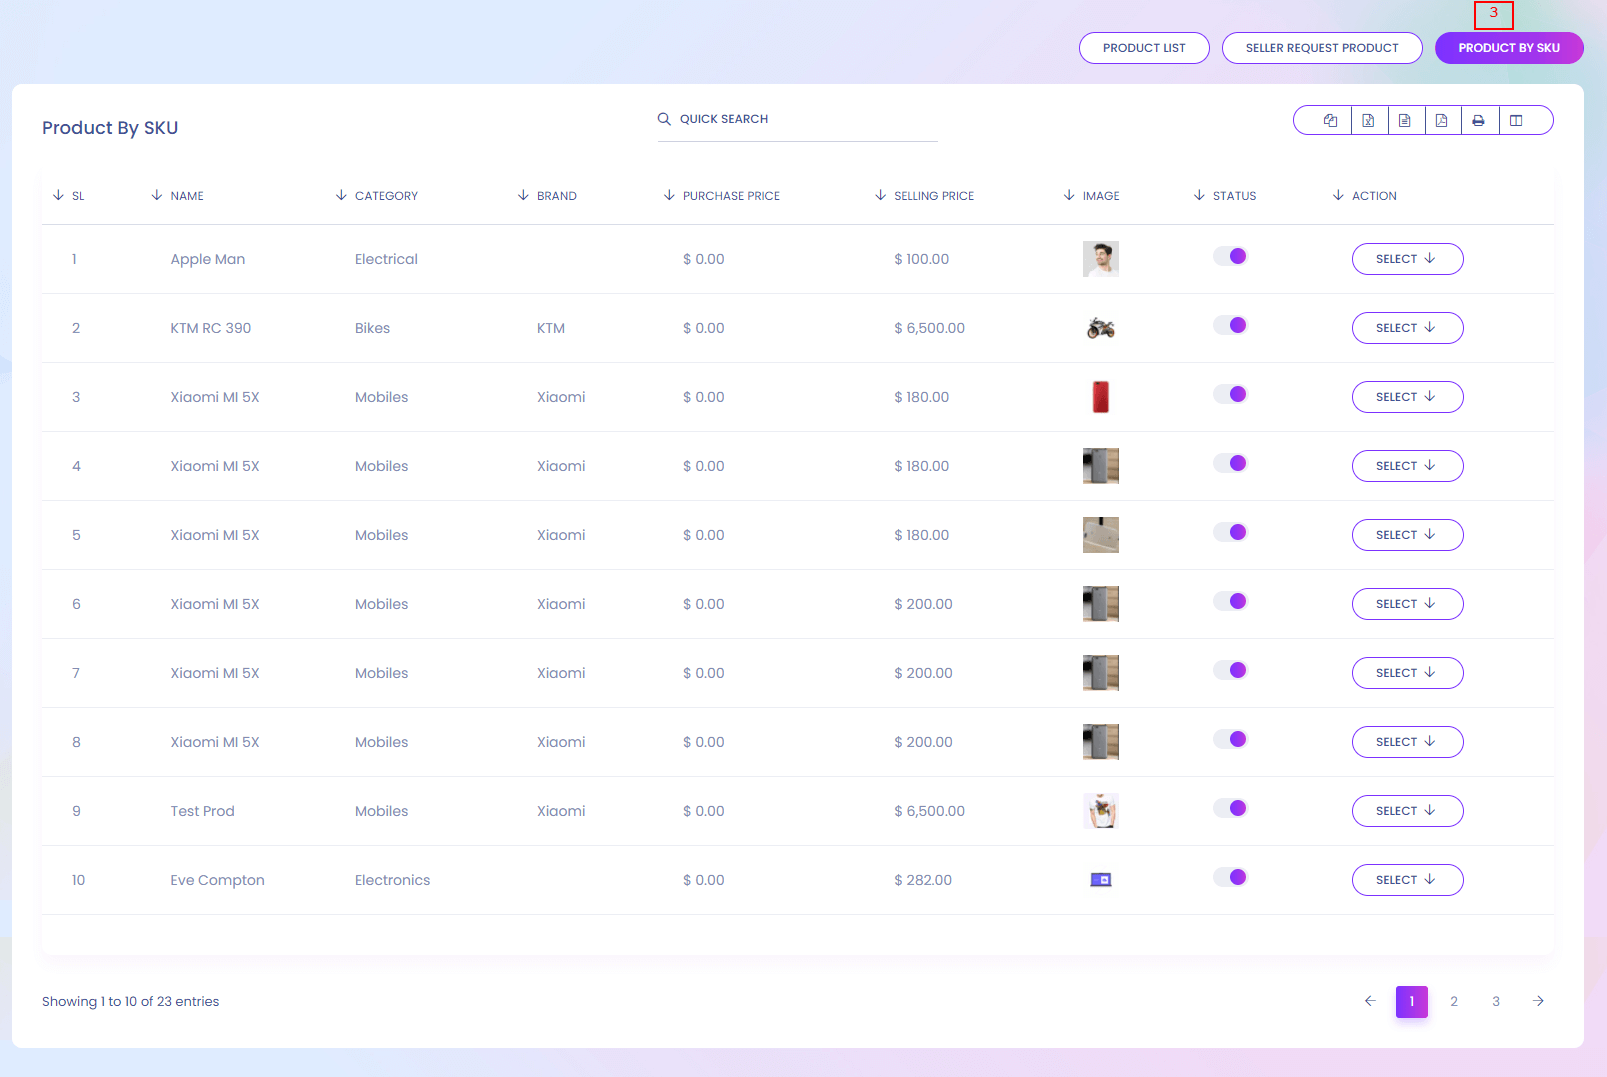 3
PRODUCT LIST SELLER REQUEST PRODUCT PRODUCT BY SKU
Product By SKU QUICK SEARCH
SL NAME CATEGORY BRAND PURCHASE PRICE SELLING PRICE IMAGE STATUS ACTION
1 Apple Man Electrical $ 0.00 $ 100.00 SELECT
2 KTM RC 390 Bikes KTM $ 0.00 $ 6,500.00 SELECT
3 Xiaomi MI 5X Mobiles Xiaomi $ 0.00 $ 180.00 SELECT
4 Xiaomi MI 5X Mobiles Xiaomi $ 0.00 $ 180.00 SELECT
5 Xiaomi MI 5X Mobiles Xiaomi $ 0.00 $ 180.00 SELECT
6 Xiaomi MI 5X Mobiles Xiaomi $ 0.00 $ 200.00 SELECT
7 Xiaomi MI 5X Mobiles Xiaomi $ 0.00 $ 200.00 SELECT
8 Xiaomi MI 5X Mobiles Xiaomi $ 0.00 $ 200.00 SELECT
9 Test Prod Mobiles Xiaomi $ 0.00 $ 6,500.00 SELECT
10 Eve Compton Electronics $ 0.00 $ 282.00 SELECT
Showing 1 to 10 of 23 entries 1 2 3